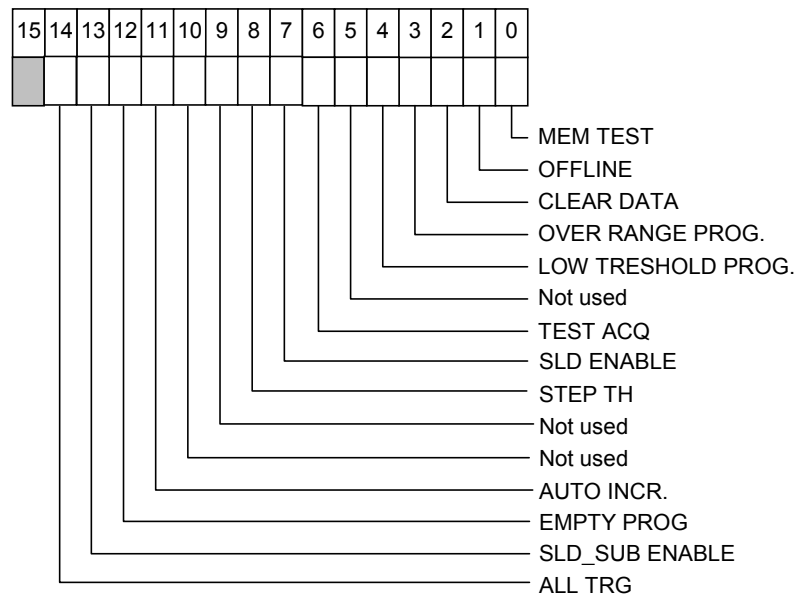 15 14 13 12 11 10 9 8 7 6 5 4 3 2 1 0
MEM TEST
OFFLINE
CLEAR DATA
OVER RANGE PROG.
LOW TRESHOLD PROG.
Not used
TEST ACQ
SLD ENABLE
STEP TH
Not used
Not used
AUTO INCR.
EMPTY PROG
SLD_SUB ENABLE
ALL TRG